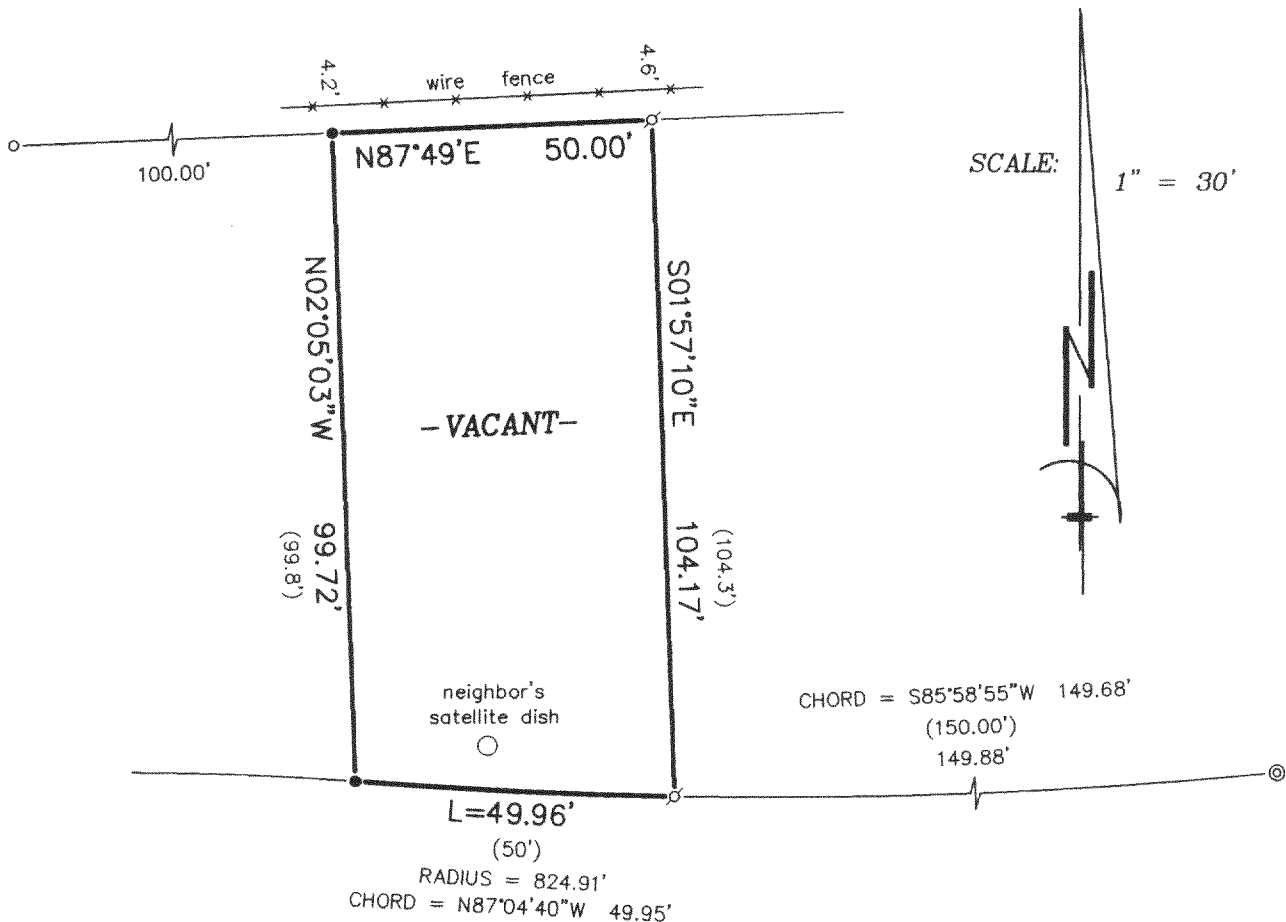 4.2'
wire fence
4.6'
100.00'
N87°49'E 50.00'
SCALE: 1" = 30'
N
N02°05'03"W
99.72'
(99.8')
-VACANT-
S01°57'10"E
104.17'
(104.3')
neighbor's
satellite dish
CHORD = S85°58'55"W 149.68'
(150.00')
149.88'
L=49.96'
(50')
RADIUS = 824.91'
CHORD = N87°04'40"W 49.95'